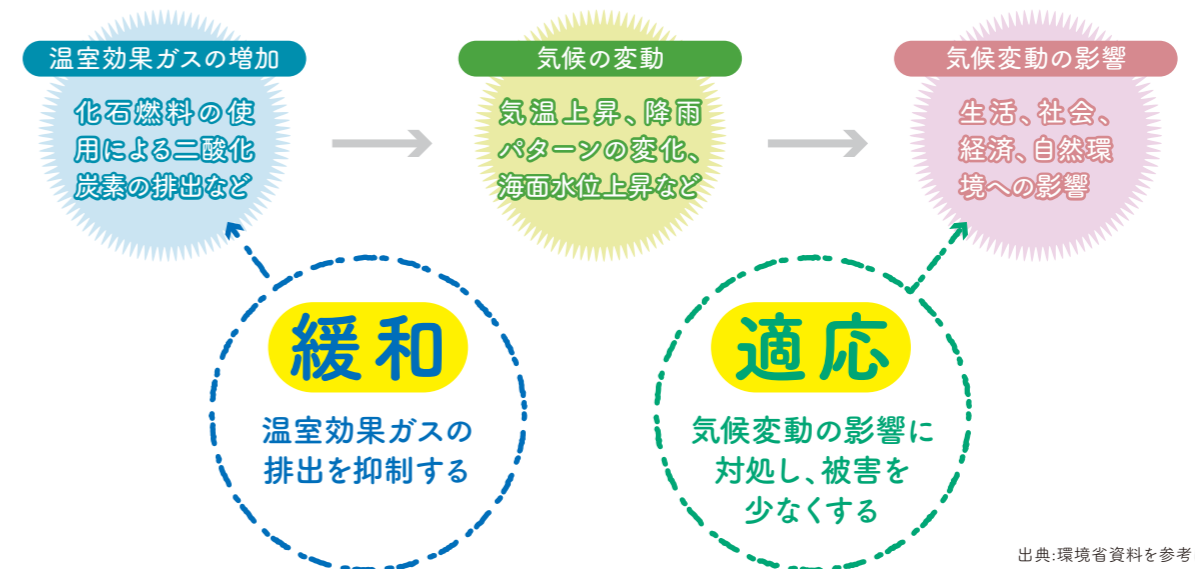 温室効果ガスの増加
化石燃料の使
用による二酸化
炭素の排出など
気候の変動
気温上昇、降雨
パターンの変化、
海面水位上昇など
気候変動の影響
生活、社会、
経済、自然環
境への影響
緩和
温室効果ガスの
排出を抑制する
適応
気候変動の影響に
対処し、被害を
少なくする
出典:環境省資料を参考